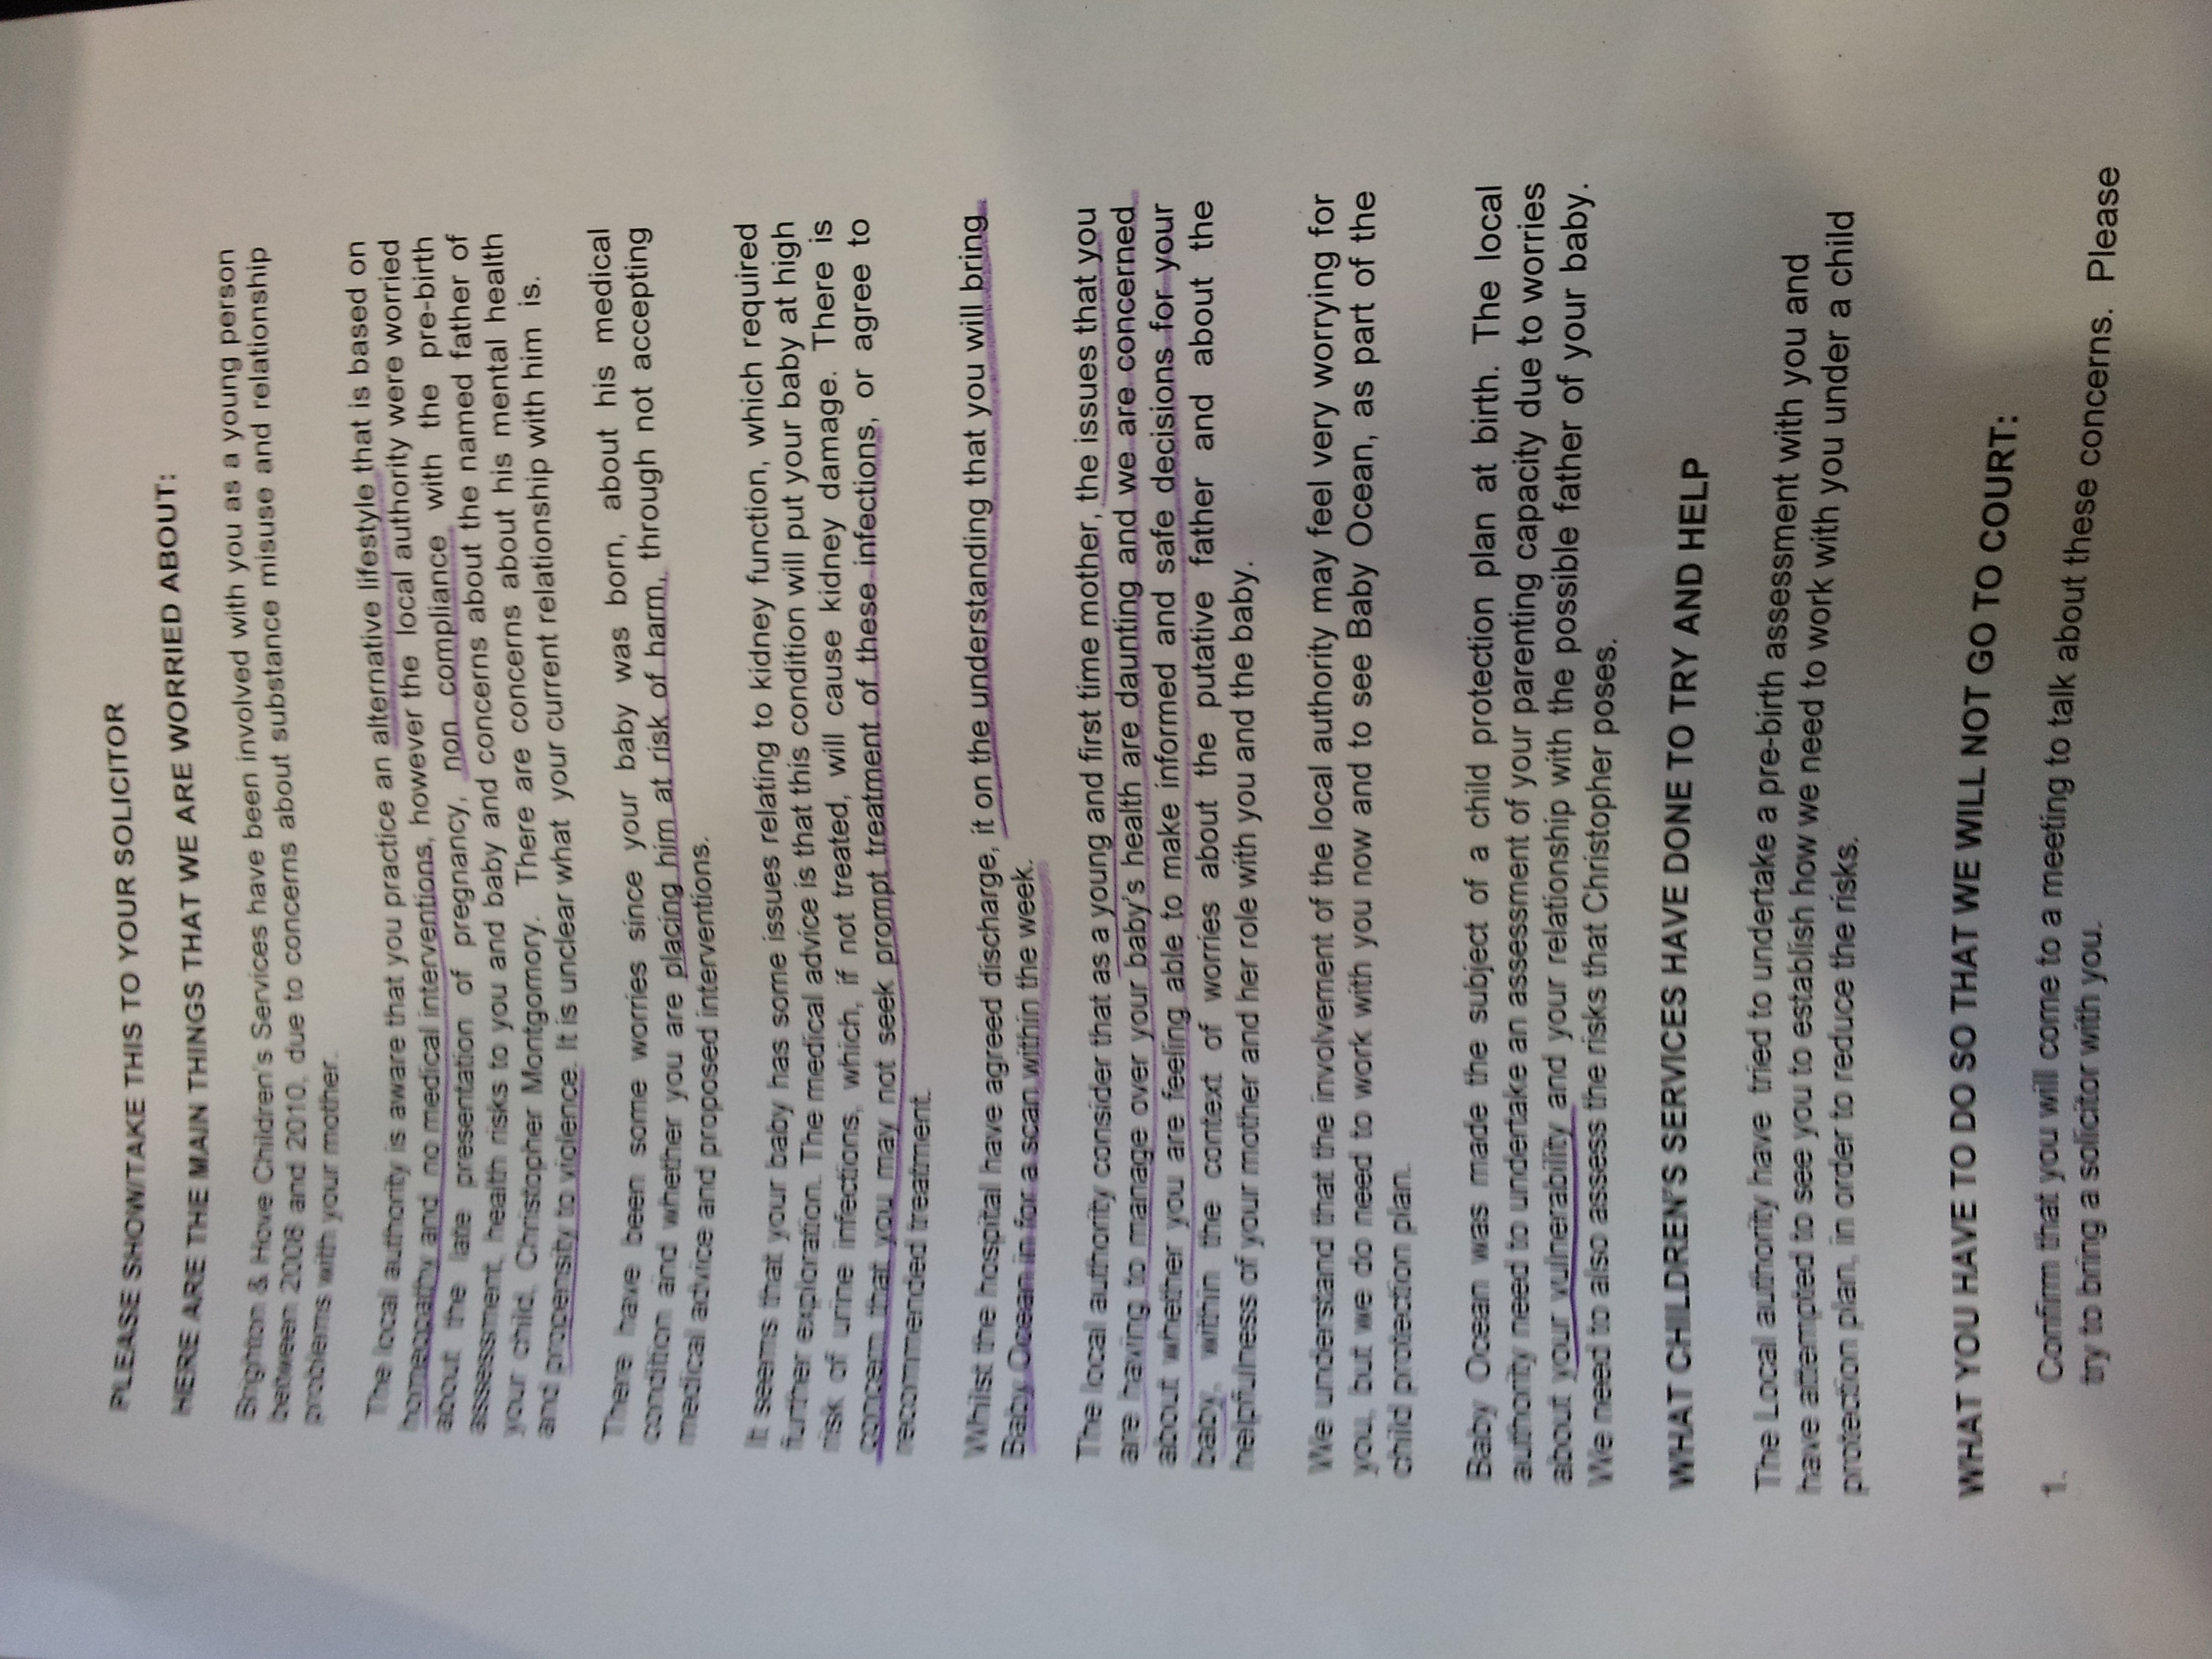 PLEASE SHOW/TAKE THIS TO YOUR SOLICITOR
HERE ARE THE MAIN THINGS THAT WE ARE WORRIED ABOUT:
Brighton & Hove Children's Services have been involved with you as a young person
between 2008 and 2010, due to concerns about substance misuse and relationship
problems with your mother.
The local authority is aware that you practice an alternative lifestyle that is based on
homeopathy and no medical interventions, however the local authority were worried
about the late presentation of pregnancy, non compliance with the pre-birth
assessment, health risks to you and baby and concerns about the named father of
your child, Christopher Montgomory. There are concerns about his mental health
and propensity to violence. It is unclear what your current relationship with him is.
There have been some worries since your baby was born, about his medical
condition and whether you are placing him at risk of harm, through not accepting
medical advice and proposed interventions.
It seems that your baby has some issues relating to kidney function, which required
further exploration. The medical advice is that this condition will put your baby at high
risk of urine infections, which, if not treated, will cause kidney damage. There is
concern that you may not seek prompt treatment of these infections, or agree to
recommended treatment.
Whilst the hospital have agreed discharge, it on the understanding that you will bring
Baby Ocean in for a scan within the week.
The local authority consider that as a young and first time mother, the issues that you
are having to manage over your baby's health are daunting and we are concerned
about whether you are feeling able to make informed and safe decisions for your
baby, within the context of worries about the putative father and about the
helpfulness of your mother and her role with you and the baby.
We understand that the involvement of the local authority may feel very worrying for
you, but we do need to work with you now and to see Baby Ocean, as part of the
child protection plan.
Baby Ocean was made the subject of a child protection plan at birth. The local
authority need to undertake an assessment of your parenting capacity due to worries
about your vulnerability and your relationship with the possible father of your baby.
We need to also assess the risks that Christopher poses.
WHAT CHILDREN'S SERVICES HAVE DONE TO TRY AND HELP
The Local authority have tried to undertake a pre-birth assessment with you and
have attempted to see you to establish how we need to work with you under a child
protection plan, in order to reduce the risks.
WHAT YOU HAVE TO DO SO THAT WE WILL NOT GO TO COURT:
1. Confirm that you will come to a meeting to talk about these concerns. Please
try to bring a solicitor with you.